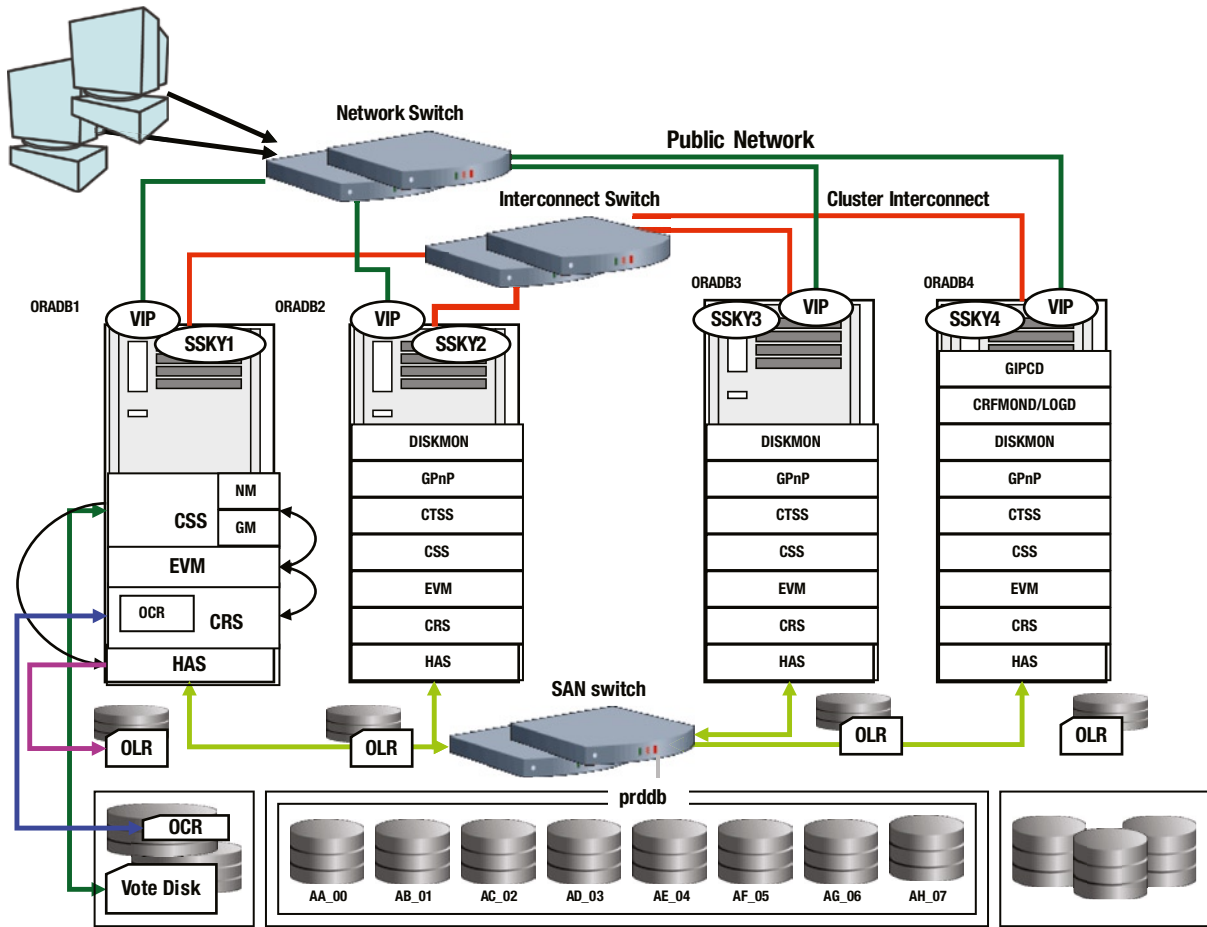 Network Switch
Public Network
Interconnect Switch
Cluster Interconnect
ORADB1
VIP
SSKY1
ORADB2
VIP
SSKY2
ORADB3
SSKY3
VIP
ORADB4
SSKY4
VIP
CSS
NM
GM
EVM
OCR
CRS
HAS
DISKMON
GPnP
CTSS
CSS
EVM
CRS
HAS
DISKMON
GPnP
CTSS
CSS
EVM
CRS
HAS
GIPCD
CRFMOND/LOGD
DISKMON
GPnP
CTSS
CSS
EVM
CRS
HAS
SAN switch
OLR
OLR
OLR
OLR
OCR
Vote Disk
prddb
AA_00
AB_01
AC_02
AD_03
AE_04
AF_05
AG_06
AH_07